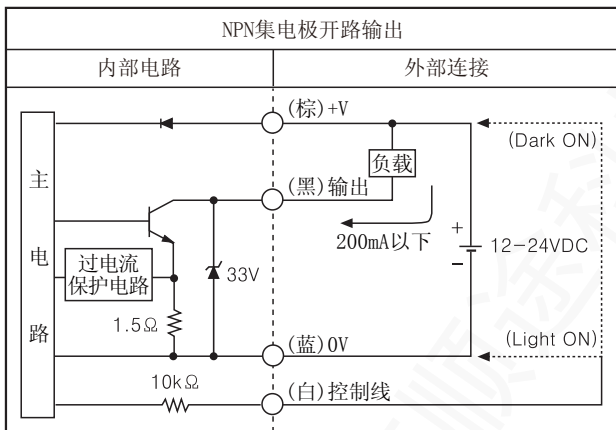 NPN集电极开路输出
内部电路
外部连接
(棕)+V
(Dark ON)
负载
主电路
(黑)输出
200mA以下
+
12-24VDC
-
过电流
保护电路
33V
1.5Ω
(Light ON)
(蓝)0V
10kΩ
(白)控制线